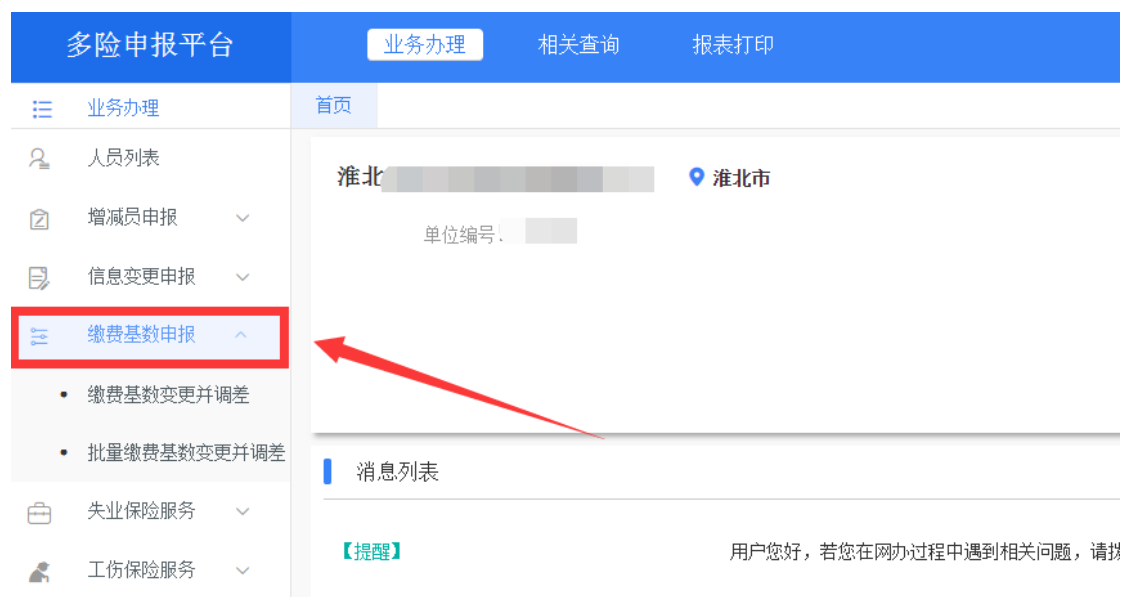 多险申报平台
业务办理 相关查询 报表打印
业务办理
首页
人员列表
增减员申报
信息变更申报
缴费基数申报
缴费基数变更并调差
批量缴费基数变更并调差
失业保险服务
工伤保险服务
淮北
淮北市
单位编号:
消息列表
【提醒】
用户您好，若您在网办过程中遇到相关问题，请拨